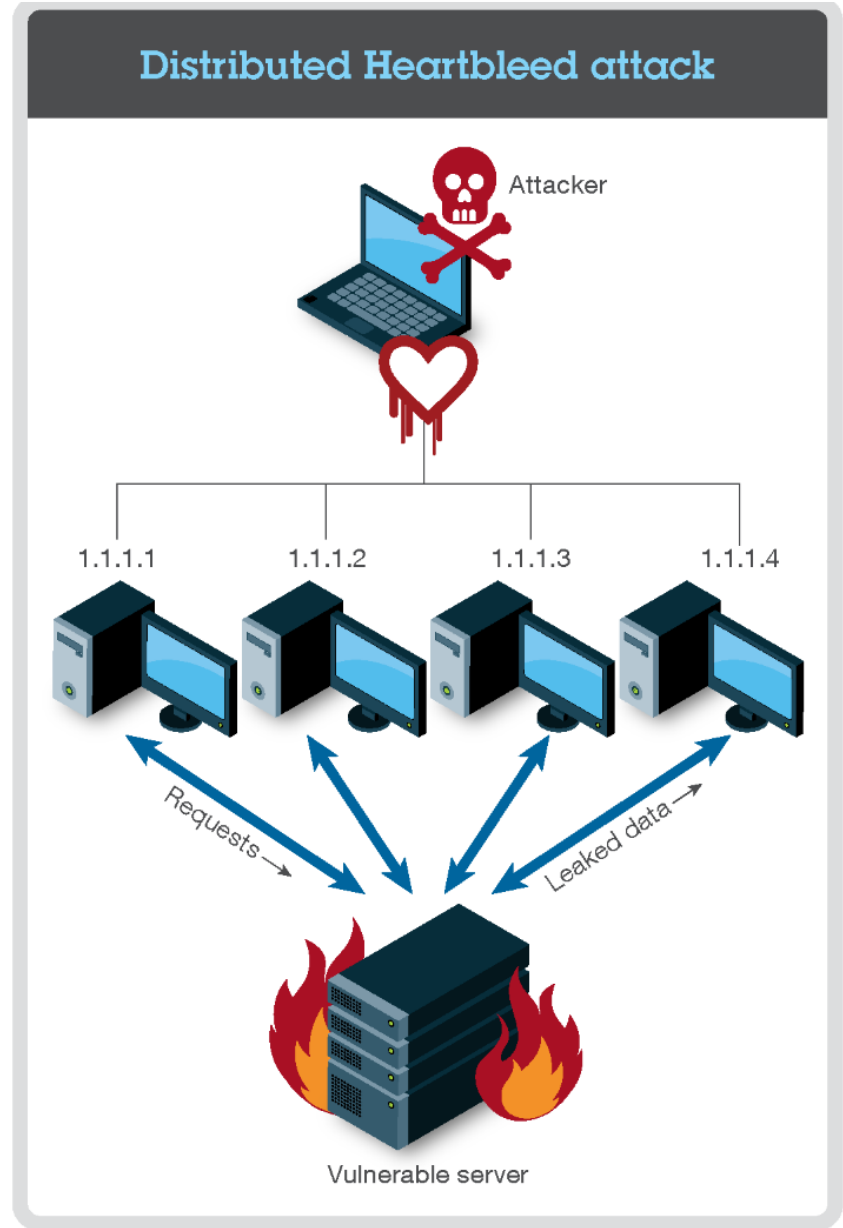 Distributed Heartbleed attack
Attacker
1.1.1.1
1.1.1.2
1.1.1.3
1.1.1.4
Requests
Leaked data
Vulnerable server